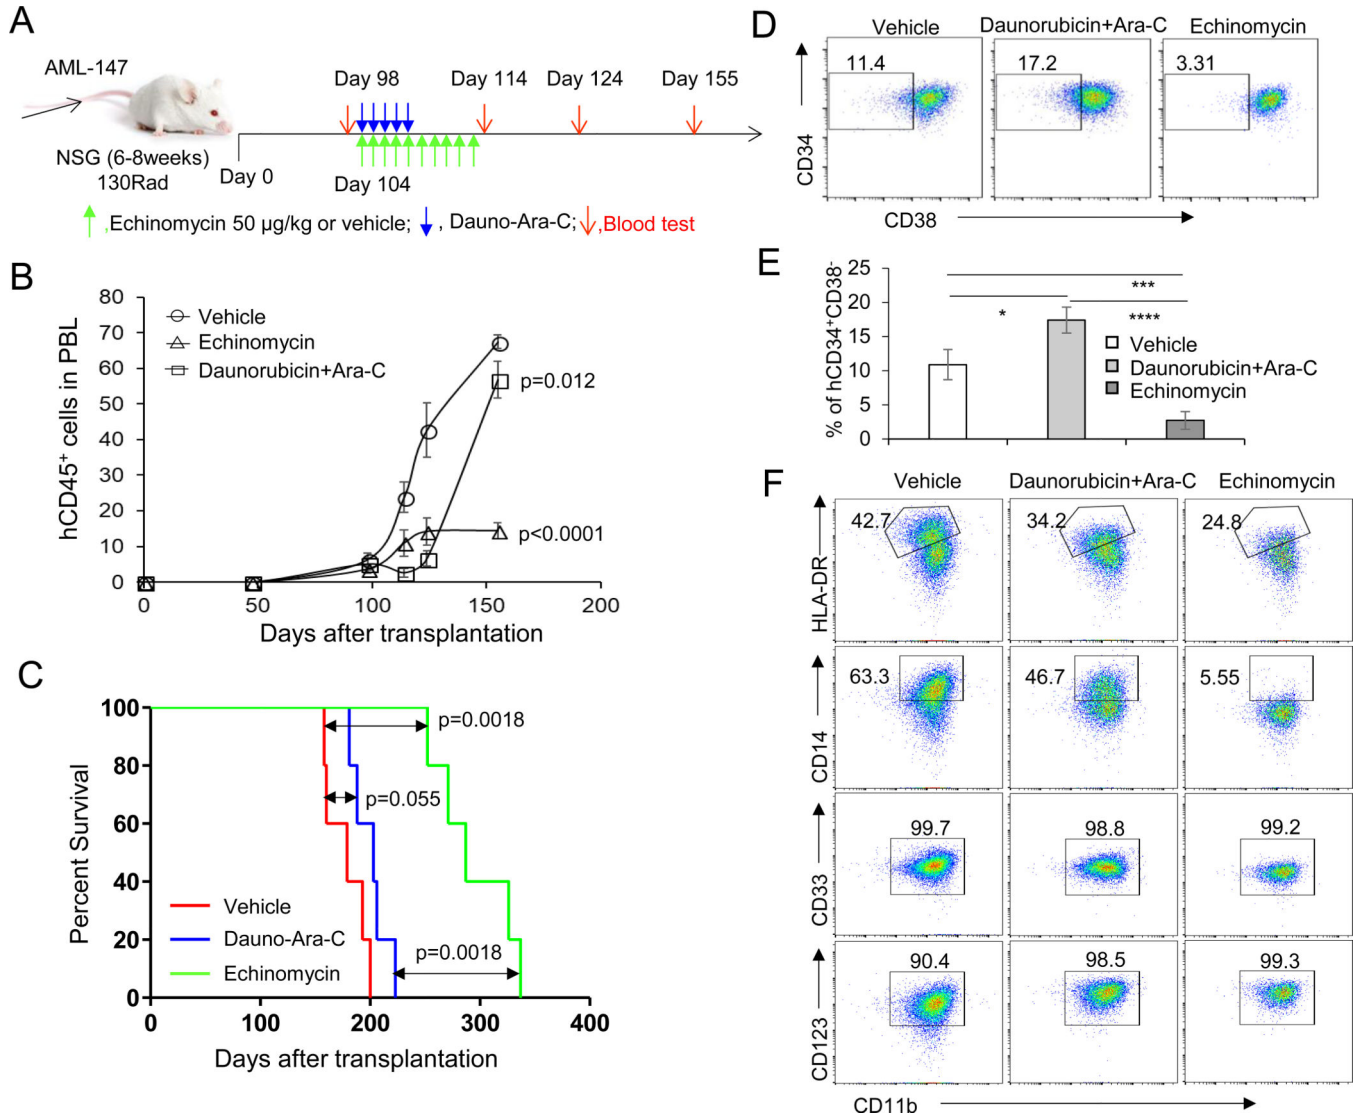 A
AML-147
NSG (6-8weeks)
130Rad
Day 0
Day 98
Day 104
Day 114
Day 124
Day 155
,Echinomycin 50 µg/kg or vehicle; , Dauno-Ara-C; ,Blood test
B
hCD45+ cells in PBL
80
70
60
50
40
30
20
10
0
Vehicle
Echinomycin
Daunorubicin+Ara-C
p=0.012
p<0.0001
0 50 100 150 200
Days after transplantation
C
Percent Survival
100
80
60
40
20
0
p=0.0018
p=0.055
p=0.0018
Vehicle
Dauno-Ara-C
Echinomycin
0 100 200 300 400
Days after transplantation
D
Vehicle Daunorubicin+Ara-C Echinomycin
11.4 17.2 3.31
CD34
CD38
E
% of hCD34+CD38-
25
20
15
10
5
0
***
* ****
Vehicle
Daunorubicin+Ara-C
Echinomycin
F
Vehicle Daunorubicin+Ara-C Echinomycin
HLA-DR
42.7 34.2 24.8
CD14
63.3 46.7 5.55
CD33
99.7 98.8 99.2
CD123
90.4 98.5 99.3
CD11b